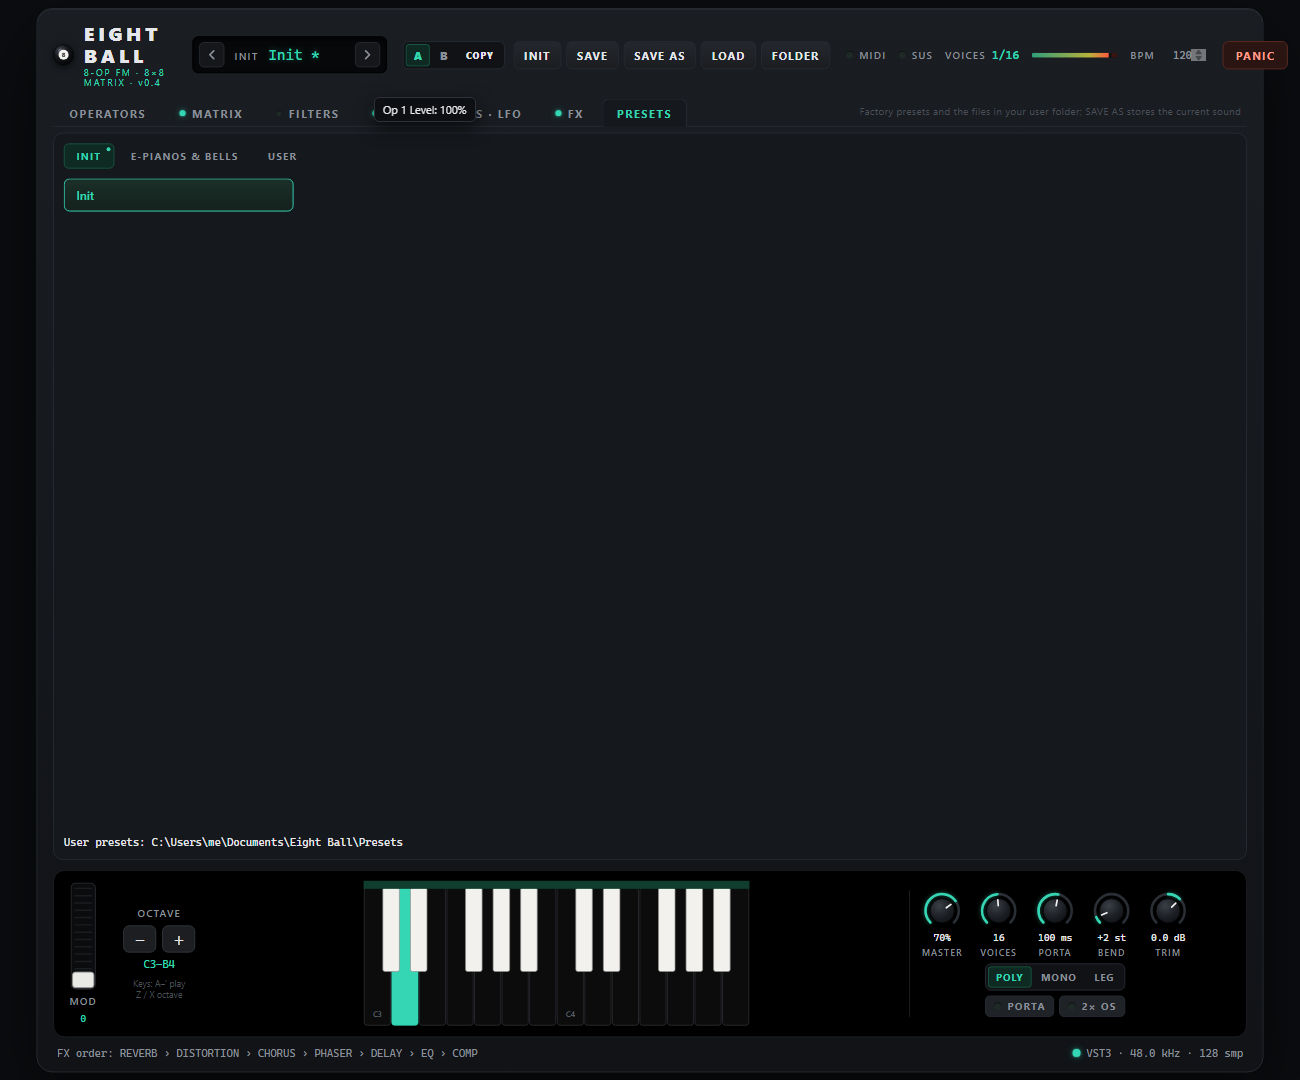 EIGHT
BALL
8-OP FM · 8×8
MATRIX · v0.4
8
INIT Init *
A B COPY
INIT SAVE SAVE AS LOAD FOLDER
MIDI SUS VOICES 1/16 BPM 120 PANIC
OPERATORS MATRIX FILTERS S · LFO FX PRESETS
Op 1 Level: 100%
Factory presets and the files in your user folder; SAVE AS stores the current sound
INIT E-PIANOS & BELLS USER
Init
User presets: C:\Users\me\Documents\Eight Ball\Presets
OCTAVE
− +
C3–B4
Keys: A–' play
Z / X octave
MOD
0
C3 C4
70% 16 100 ms +2 st 0.0 dB
MASTER VOICES PORTA BEND TRIM
POLY MONO LEG
PORTA 2× OS
FX order: REVERB › DISTORTION › CHORUS › PHASER › DELAY › EQ › COMP
VST3 · 48.0 kHz · 128 smp